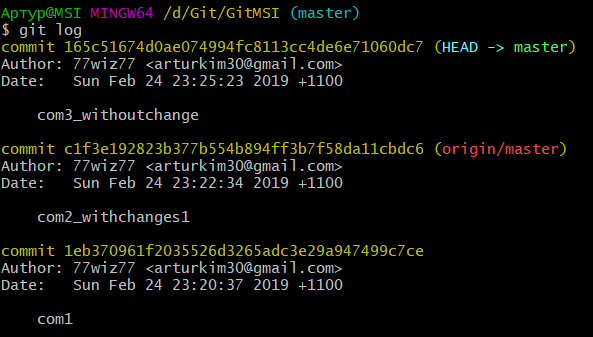 Артур@MSI MINGW64 /d/Git/GitMSI (master)
$ git log
commit 165c51674d0ae074994fc8113cc4de6e71060dc7 (HEAD -> master)
Author: 77wiz77 <arturkim30@gmail.com>
Date:   Sun Feb 24 23:25:23 2019 +1100
com3_withoutchange
commit c1f3e192823b377b554b894ff3b7f58da11cbdc6 (origin/master)
Author: 77wiz77 <arturkim30@gmail.com>
Date:   Sun Feb 24 23:22:34 2019 +1100
com2_withchanges1
commit 1eb370961f2035526d3265adc3e29a947499c7ce
Author: 77wiz77 <arturkim30@gmail.com>
Date:   Sun Feb 24 23:20:37 2019 +1100
com1